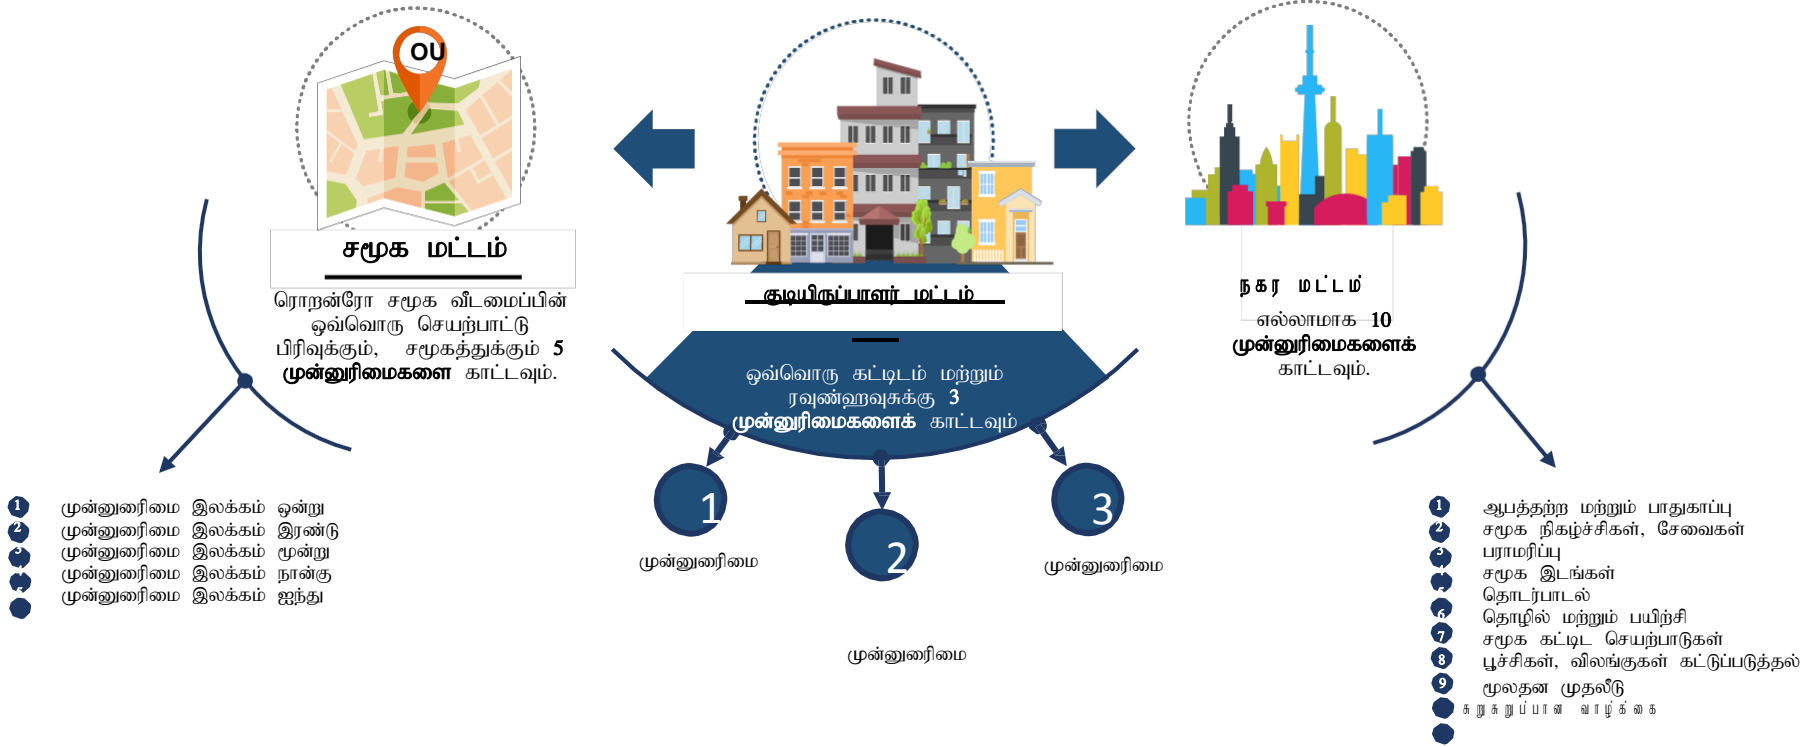 OU
சமூக மட்டம்
ரொறன்ரோ சமூக வீடமைப்பின்
ஒவ்வொரு செயற்பாட்டு
பிரிவுக்கும், சமூகத்துக்கும் 5
முன்னுரிமைகளை காட்டவும்.
1 முன்னுரிமை இலக்கம் ஒன்று
2 முன்னுரிமை இலக்கம் இரண்டு
3 முன்னுரிமை இலக்கம் மூன்று
முன்னுரிமை இலக்கம் நான்கு
முன்னுரிமை இலக்கம் ஐந்து
குடியிருப்பாளர் மட்டம்
ஒவ்வொரு கட்டிடம் மற்றும்
ரவுண்ஹவுசுக்கு 3
முன்னுரிமைகளைக் காட்டவும்
1
முன்னுரிமை
2
முன்னுரிமை
3
முன்னுரிமை
நகர மட்டம்
எல்லாமாக 10
முன்னுரிமைகளைக்
காட்டவும்.
1 ஆபத்தற்ற மற்றும் பாதுகாப்பு
2 சமூக நிகழ்ச்சிகள், சேவைகள்
3 பராமரிப்பு
சமூக இடங்கள்
5 தொடர்பாடல்
6 தொழில் மற்றும் பயிற்சி
7 சமூக கட்டிட செயற்பாடுகள்
8 பூச்சிகள், விலங்குகள் கட்டுப்படுத்தல்
9 மூலதன முதலீடு
சுறுசுறுப்பான வாழ்க்கை